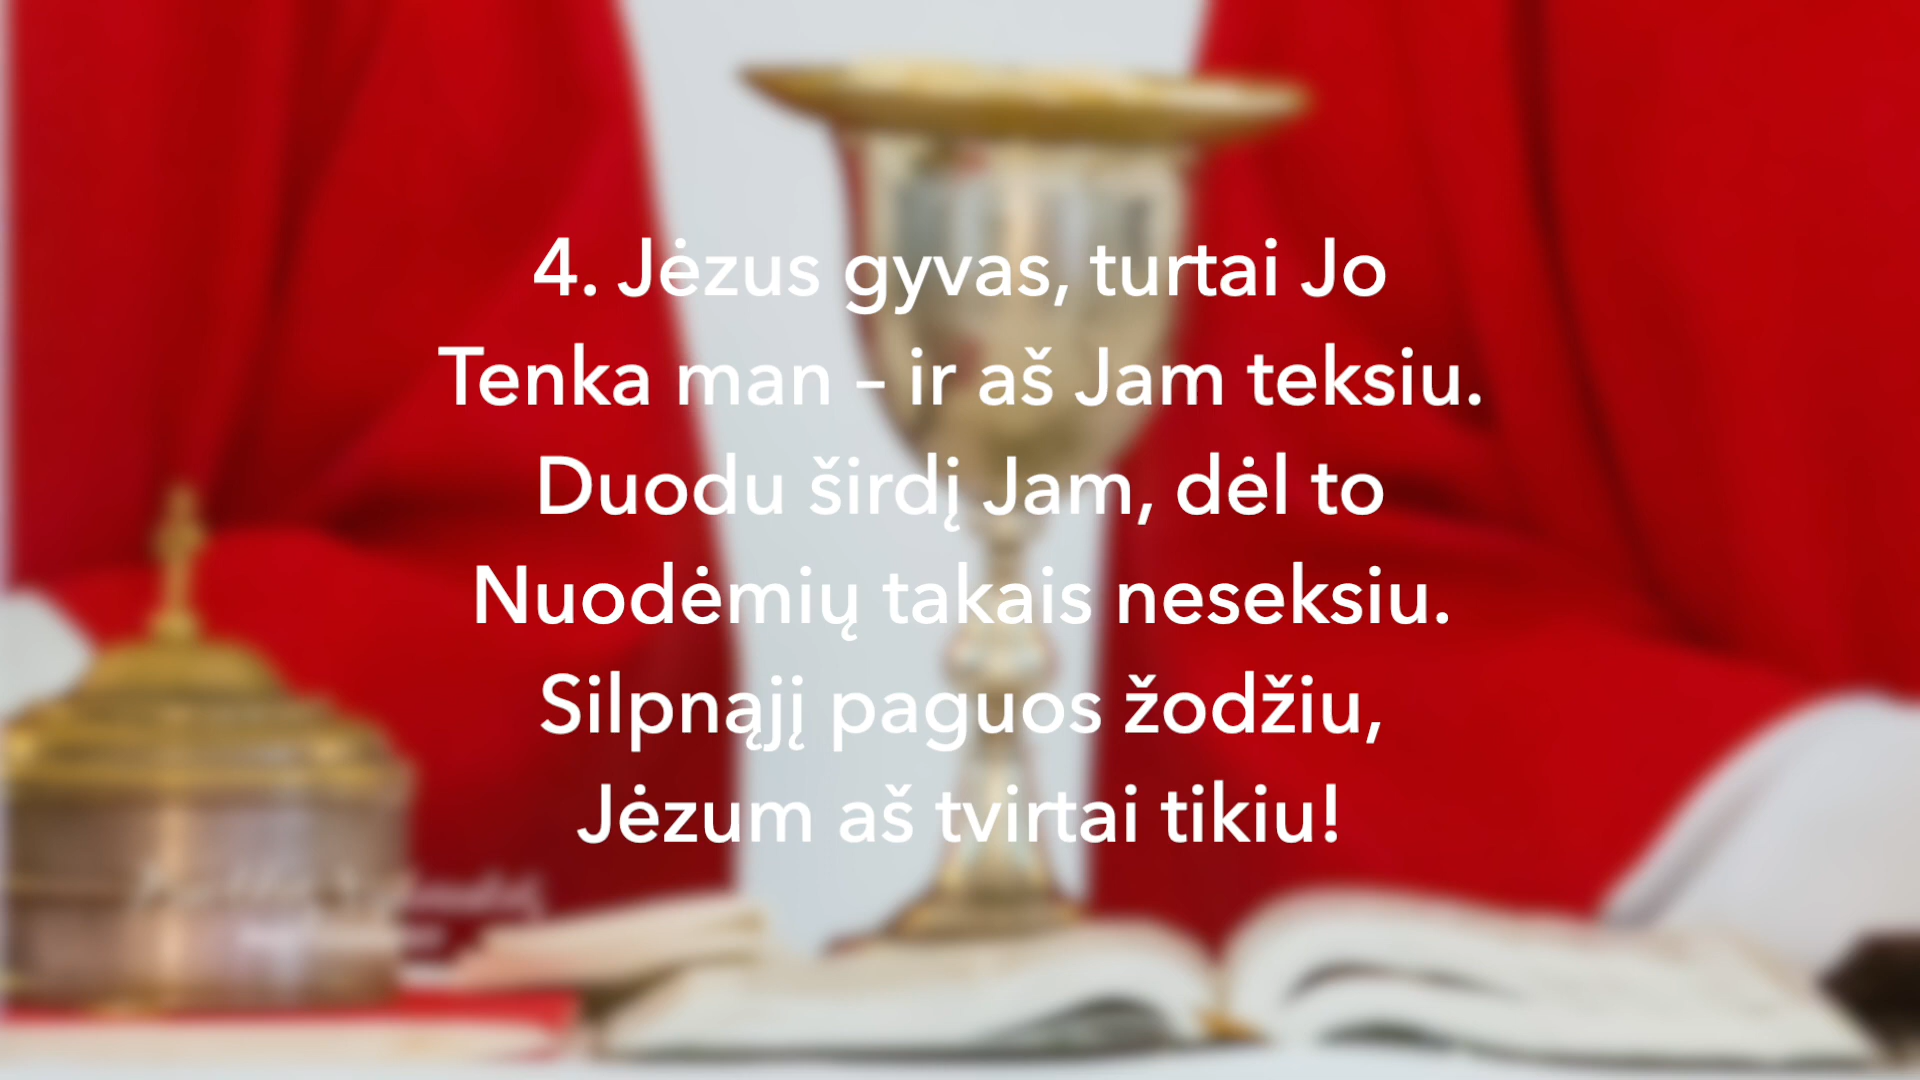 4. Jėzus gyvas, turtai Jo
Tenka man – ir aš Jam teksiu.
Duodu širdį Jam, dėl to
Nuodėmių takais neseksiu.
Silpnąjį paguos žodžiu,
Jėzum aš tvirtai tikiu!